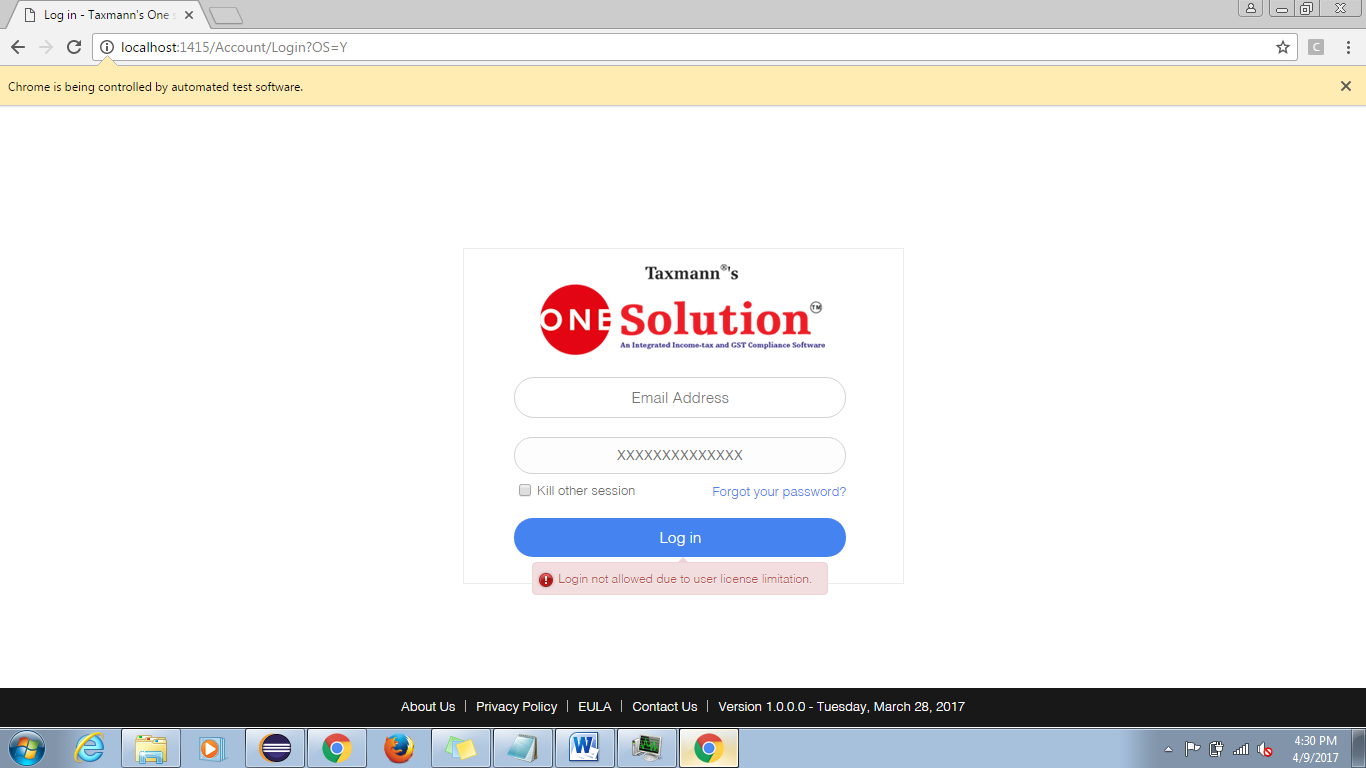 Log in - Taxmann's One
localhost:1415/Account/Login?OS=Y
C
Chrome is being controlled by automated test software.
Taxmann®'s
ONE Solution™
An Integrated Income-tax and GST Compliance Software
Email Address
XXXXXXXXXXXXXX
Kill other session Forgot your password?
Log in
Login not allowed due to user license limitation.
About Us | Privacy Policy | EULA | Contact Us | Version 1.0.0.0 - Tuesday, March 28, 2017
4:30 PM
4/9/2017